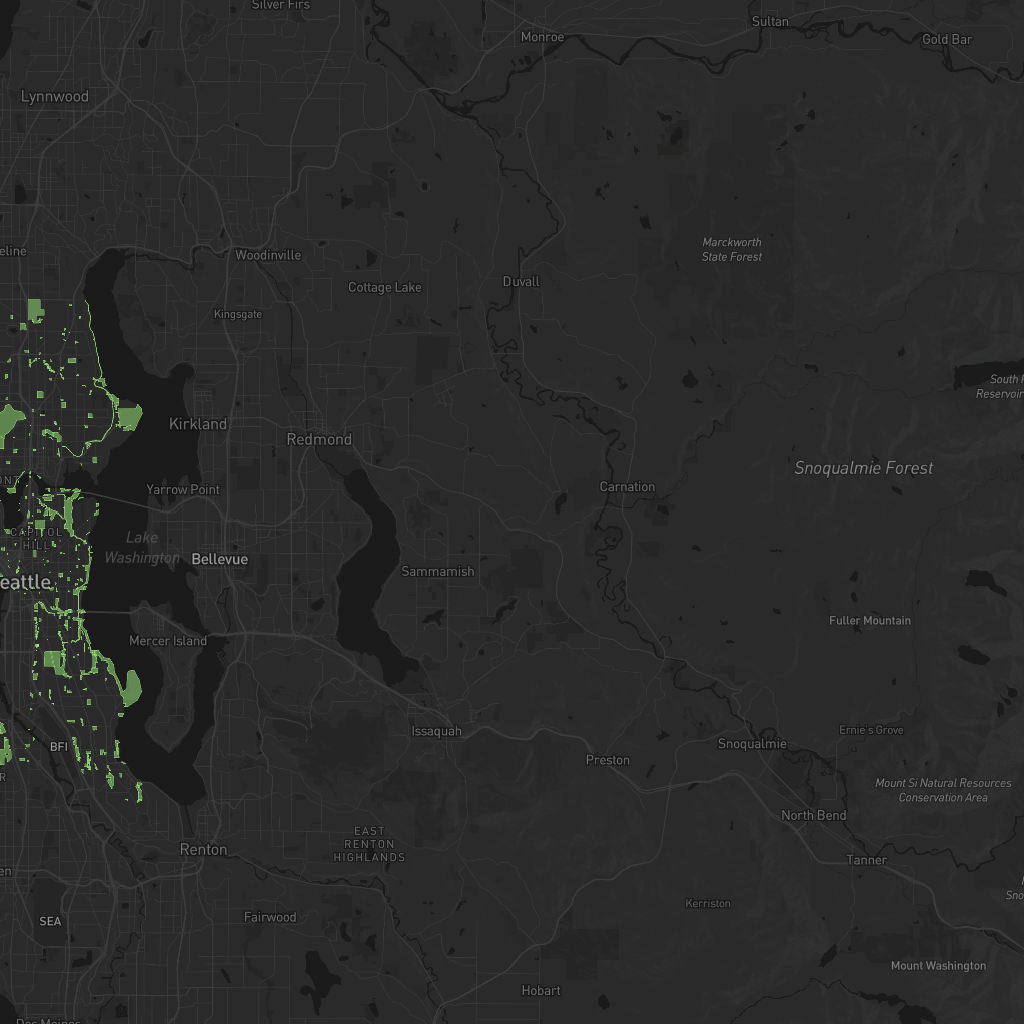 Silver Firs
Sultan
Monroe
Gold Bar
Lynnwood
Marckworth
State Forest
eline
Woodinville
Duvall
Cottage Lake
Kingsgate
South
Reservoir
Kirkland
Redmond
Snoqualmie Forest
Carnation
Yarrow Point
CAPITOL
HILL
Lake
Washington
Bellevue
Sammamish
eattle
Fuller Mountain
Mercer Island
Issaquah
Ernie's Grove
BFI
Snoqualmie
Preston
R
Mount Si Natural Resources
Conservation Area
North Bend
EAST
RENTON
HIGHLANDS
Renton
Tanner
en
Sno
Kerriston
SEA
Fairwood
Mount Washington
Hobart
Des Moines